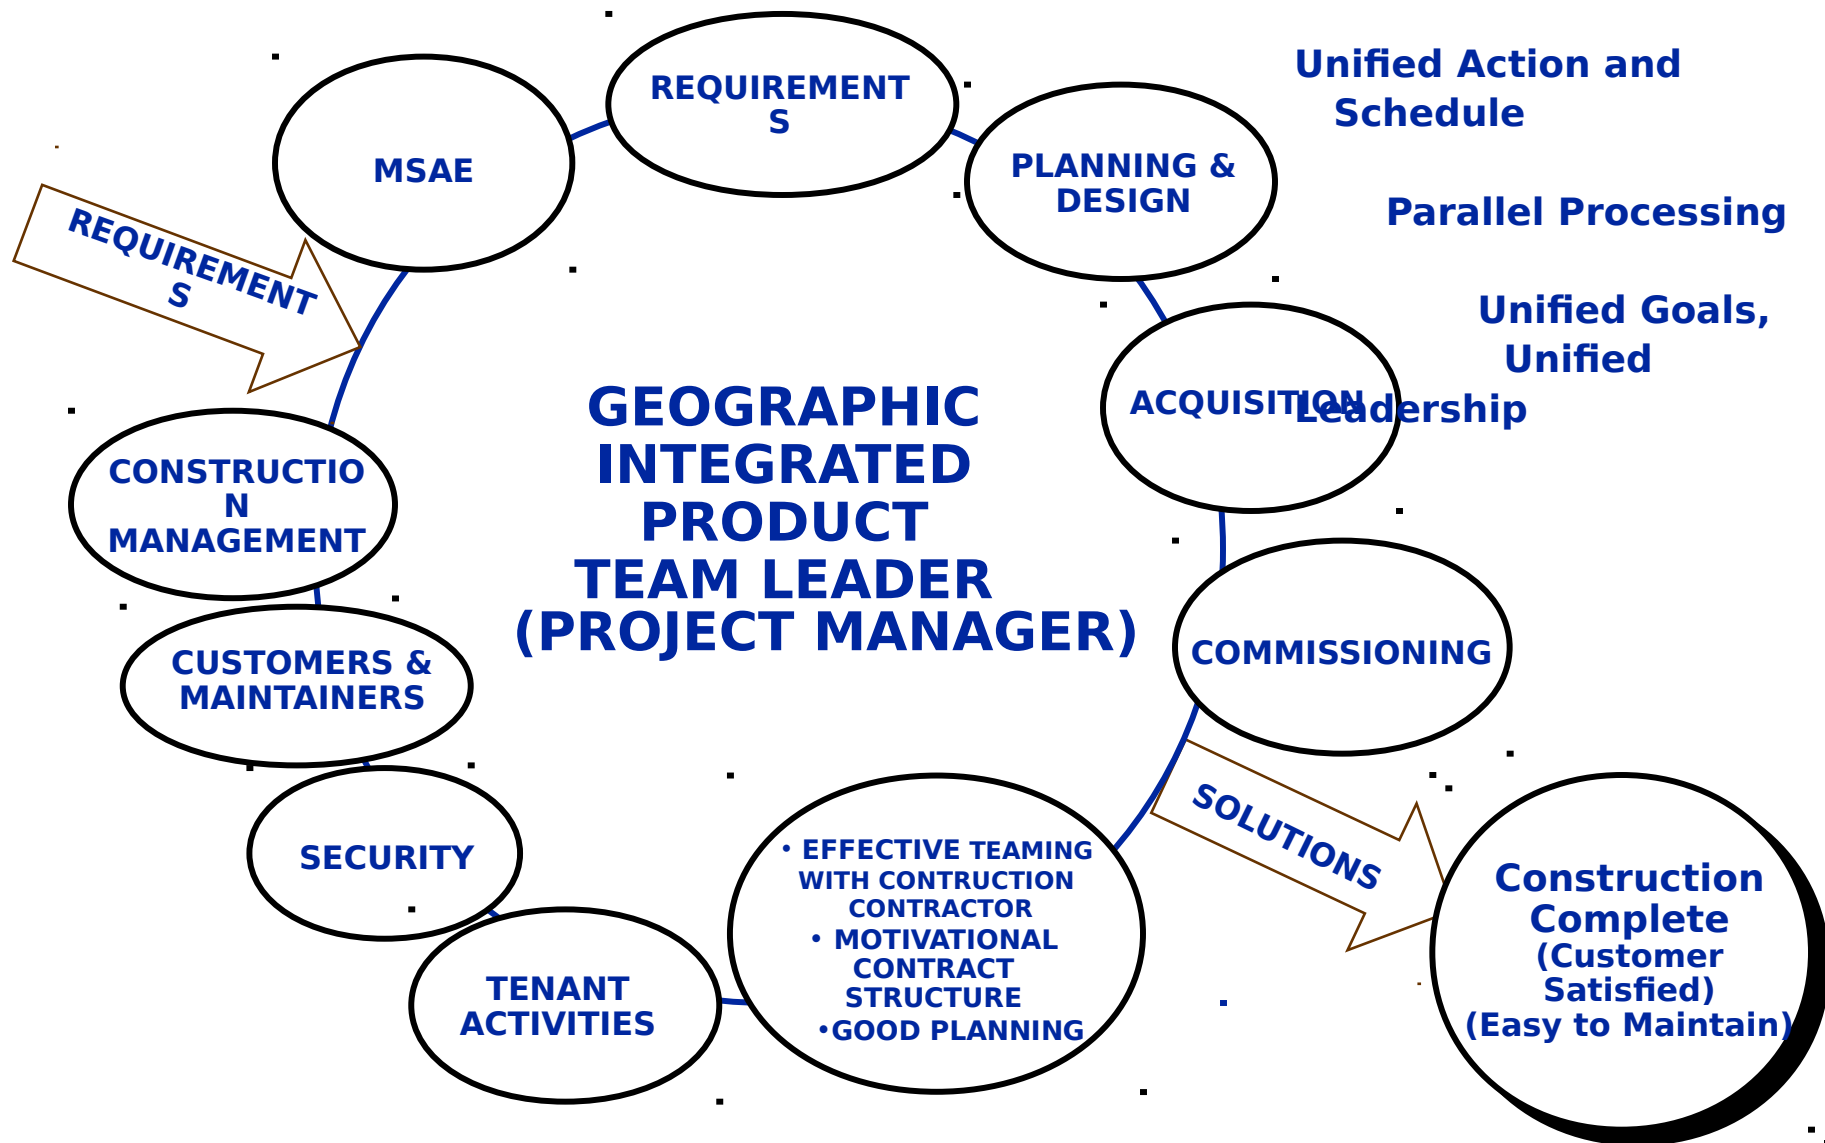 REQUIREMENT
S
MSAE
REQUIREMENT
S
PLANNING &
DESIGN
Unified Action and
Schedule
Parallel Processing
Unified Goals,
Unified
Leadership
ACQUISITION
GEOGRAPHIC
INTEGRATED
PRODUCT
TEAM LEADER
(PROJECT MANAGER)
CONSTRUCTIO
N
MANAGEMENT
CUSTOMERS &
MAINTAINERS
SECURITY
TENANT
ACTIVITIES
• EFFECTIVE TEAMING
WITH CONTRUCTION
CONTRACTOR
• MOTIVATIONAL
CONTRACT
STRUCTURE
•GOOD PLANNING
COMMISSIONING
SOLUTIONS
Construction
Complete
(Customer
Satisfied)
(Easy to Maintain)